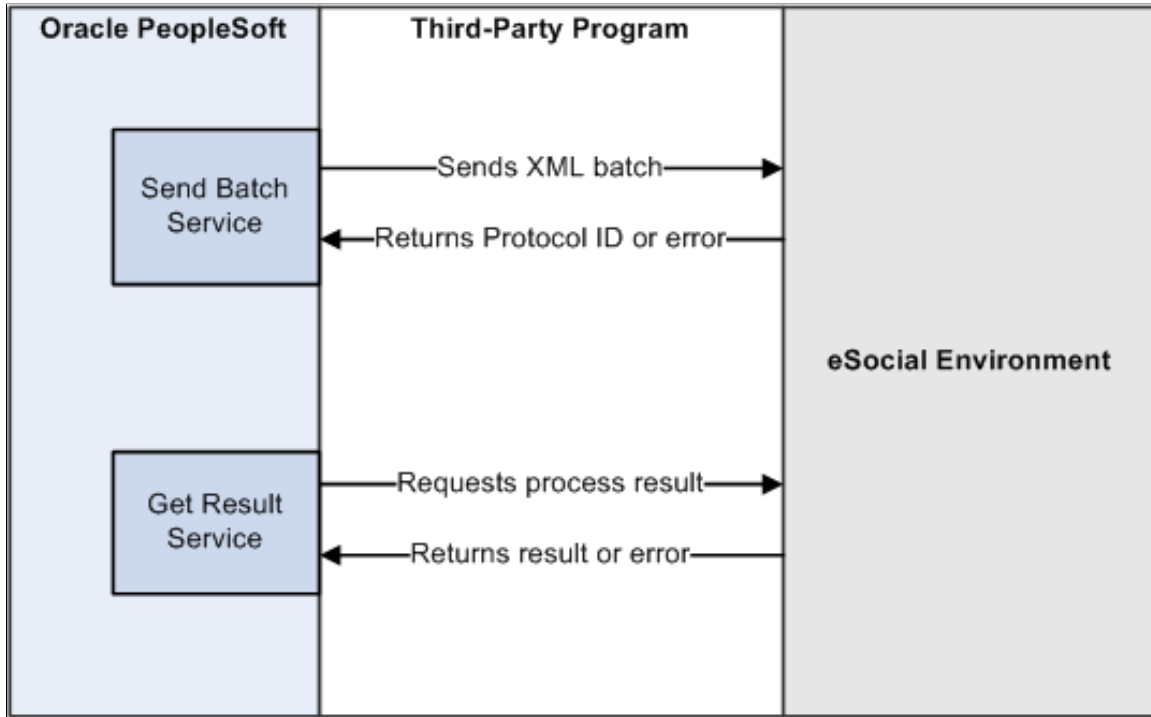 Oracle PeopleSoft
Third-Party Program
Send Batch
Service
Sends XML batch
Returns Protocol ID or error
eSocial Environment
Get Result
Service
Requests process result
Returns result or error